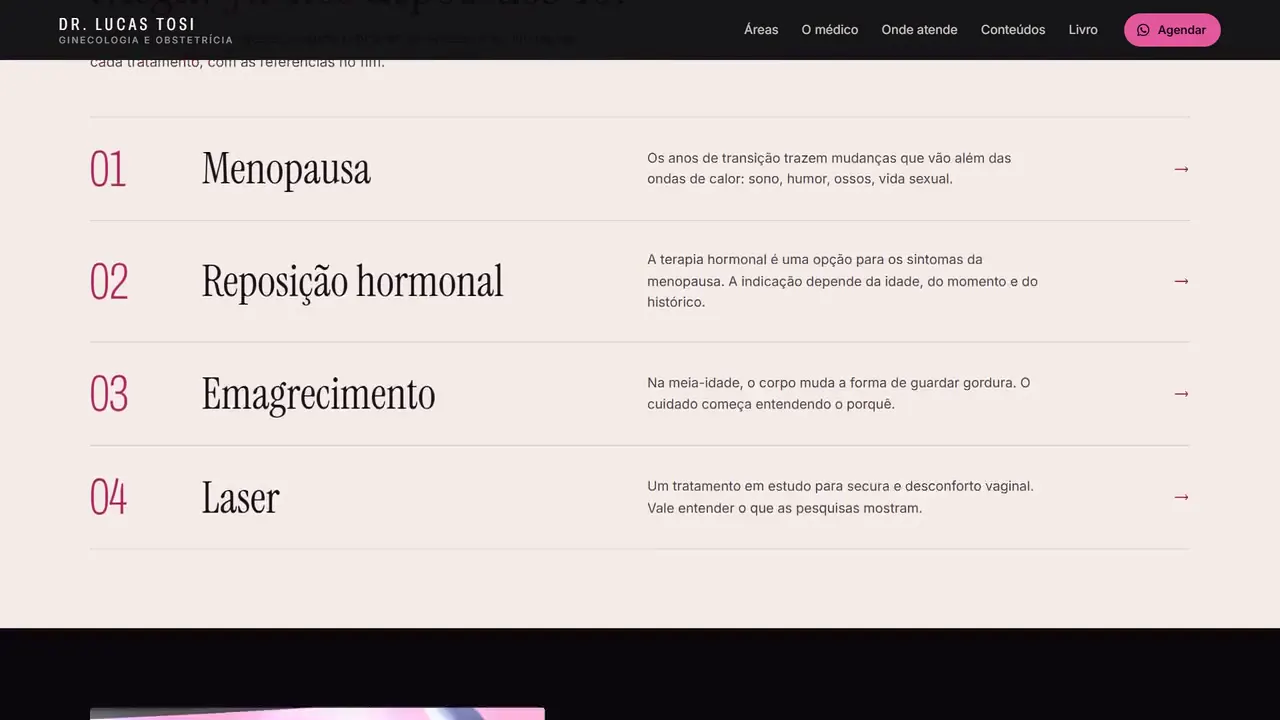 DR. LUCAS TOSI
GINECOLOGIA E OBSTETRÍCIA
Áreas
O médico
Onde atende
Conteúdos
Livro
Agendar
cada tratamento, com as referências no fim.
01
Menopausa
Os anos de transição trazem mudanças que vão além das
ondas de calor: sono, humor, ossos, vida sexual.
→
02
Reposição hormonal
A terapia hormonal é uma opção para os sintomas da
menopausa. A indicação depende da idade, do momento e do
histórico.
→
03
Emagrecimento
Na meia-idade, o corpo muda a forma de guardar gordura. O
cuidado começa entendendo o porquê.
→
04
Laser
Um tratamento em estudo para secura e desconforto vaginal.
Vale entender o que as pesquisas mostram.
→